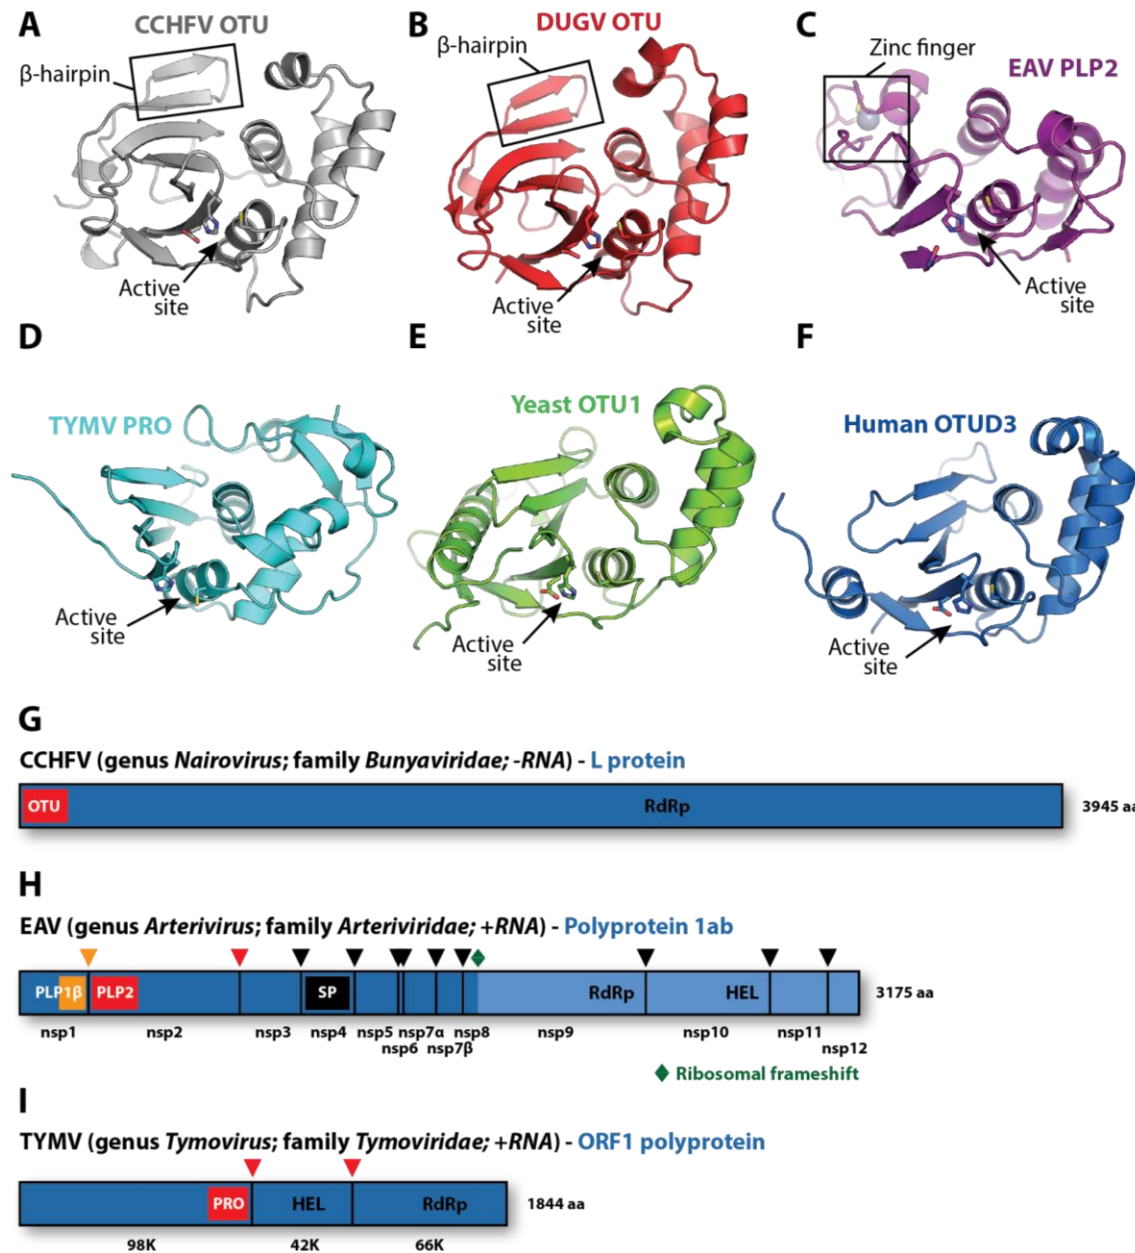 A
CCHFV OTU
β-hairpin
Active
site
B
DUGV OTU
β-hairpin
Active
site
C
Zinc finger
EAV PLP2
Active
site
D
TYMV PRO
Active
site
E
Yeast OTU1
Active
site
F
Human OTUD3
Active
site
G
CCHFV (genus Nairovirus; family Bunyaviridae; -RNA) - L protein
OTU RdRp 3945 aa
H
EAV (genus Arterivirus; family Arteriviridae; +RNA) - Polyprotein 1ab
PLP1β PLP2 SP RdRp HEL 3175 aa
nsp1 nsp2 nsp3 nsp4 nsp5 nsp7α nsp8 nsp9 nsp10 nsp11
nsp6 nsp7β nsp12
Ribosomal frameshift
I
TYMV (genus Tymovirus; family Tymoviridae; +RNA) - ORF1 polyprotein
PRO HEL RdRp 1844 aa
98K 42K 66K